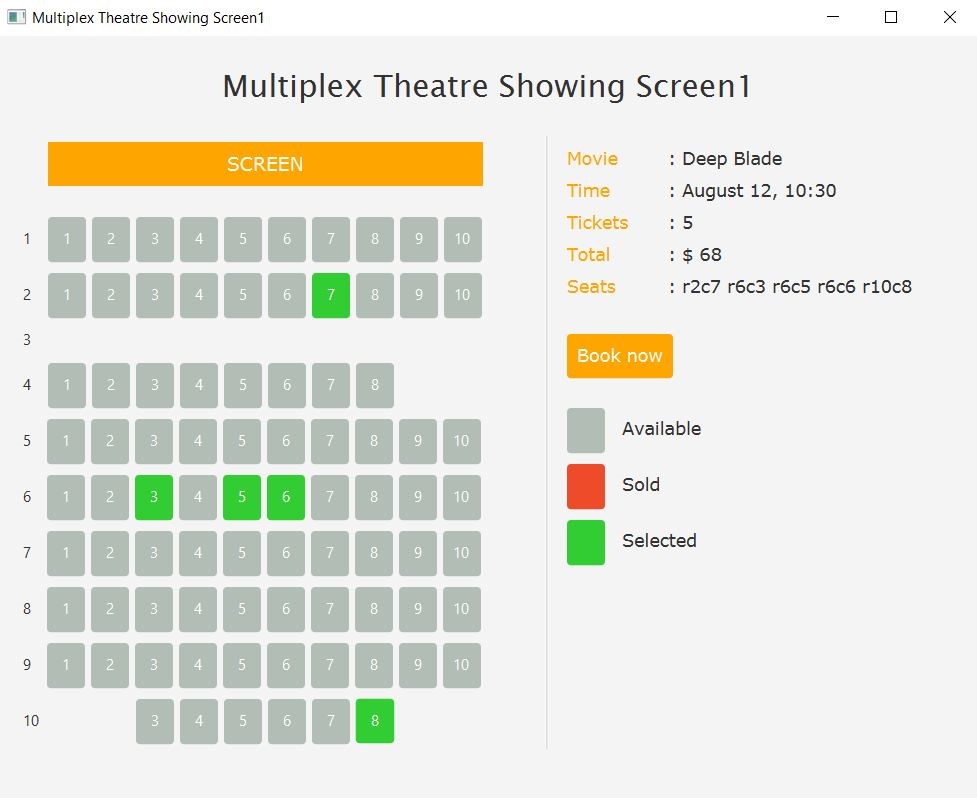 Multiplex Theatre Showing Screen1
Multiplex Theatre Showing Screen1
SCREEN
1 1 2 3 4 5 6 7 8 9 10
2 1 2 3 4 5 6 7 8 9 10
3
4 1 2 3 4 5 6 7 8
5 1 2 3 4 5 6 7 8 9 10
6 1 2 3 4 5 6 7 8 9 10
7 1 2 3 4 5 6 7 8 9 10
8 1 2 3 4 5 6 7 8 9 10
9 1 2 3 4 5 6 7 8 9 10
10 3 4 5 6 7 8
Movie : Deep Blade
Time : August 12, 10:30
Tickets : 5
Total : $ 68
Seats : r2c7 r6c3 r6c5 r6c6 r10c8
Book now
Available
Sold
Selected